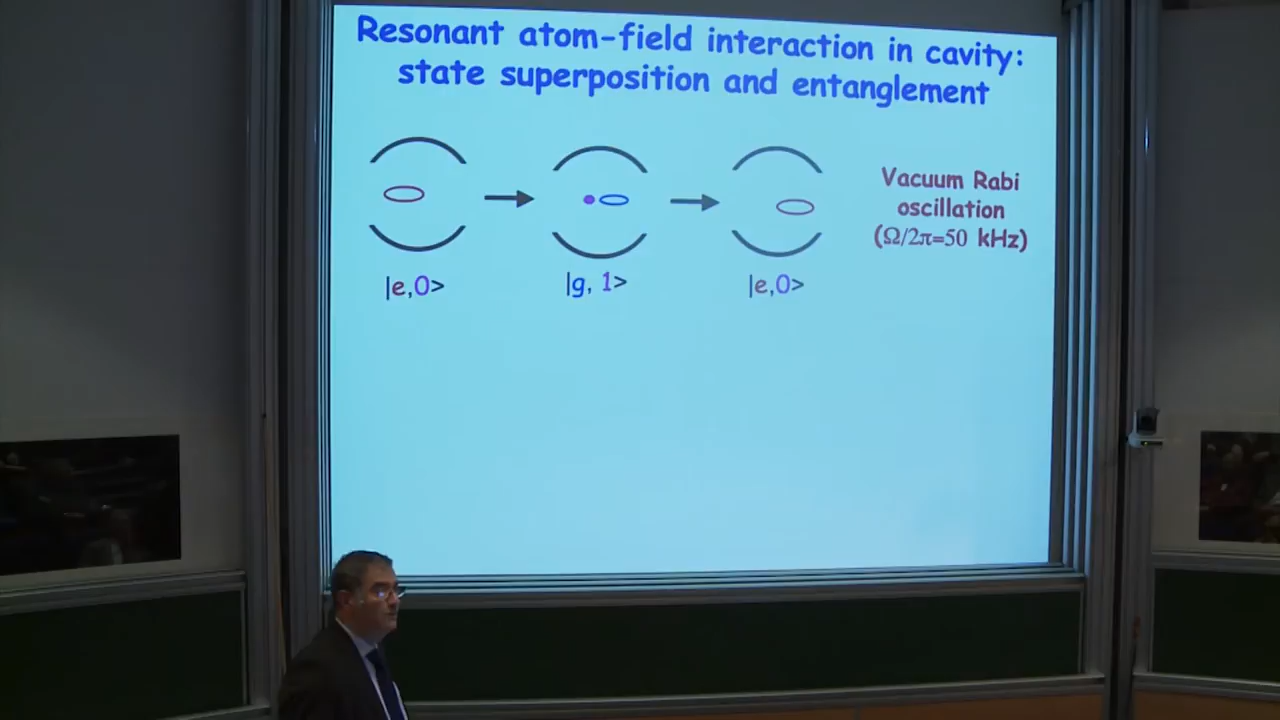 Resonant atom-field interaction in cavity:
state superposition and entanglement
Vacuum Rabi
oscillation
(Ω/2π=50 kHz)
|e,0>
|g, 1>
|e,0>